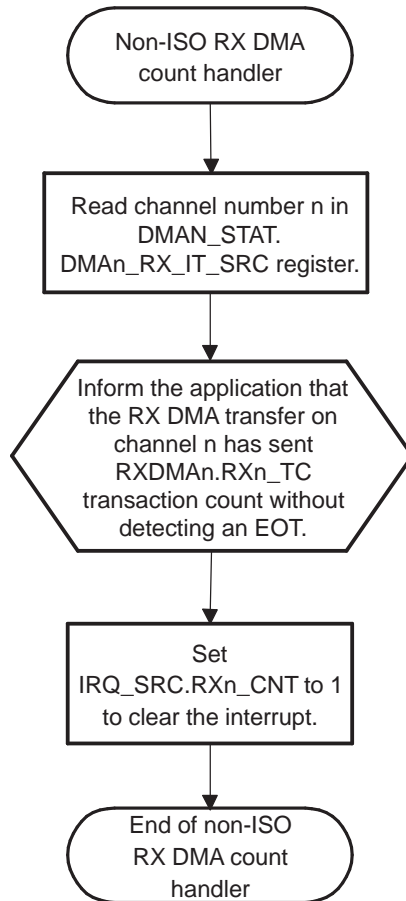 Non-ISO RX DMA
count handler
Read channel number n in
DMAN_STAT.
DMAn_RX_IT_SRC register.
Inform the application that
the RX DMA transfer on
channel n has sent
RXDMAn.RXn_TC
transaction count without
detecting an EOT.
Set
IRQ_SRC.RXn_CNT to 1
to clear the interrupt.
End of non-ISO
RX DMA count
handler